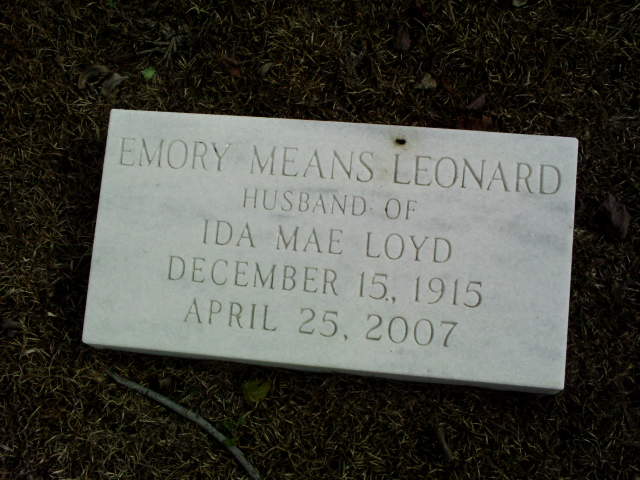 EMORY MEANS LEONARD
HUSBAND OF
IDA MAE LOYD
DECEMBER 15, 1915
APRIL 25, 2007